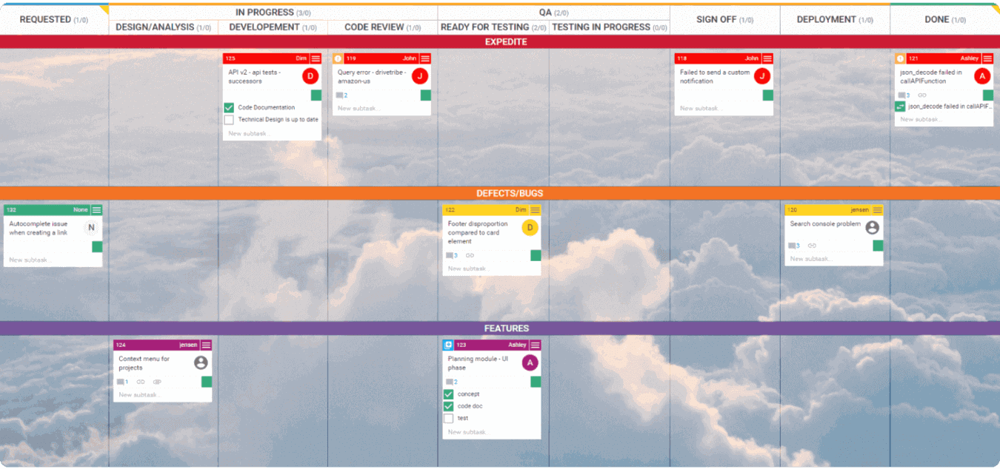 REQUESTED (1/0)
IN PROGRESS (3/0)
QA (2/0)
SIGN OFF (1/0)
DEPLOYMENT (1/0)
DONE (1/0)
DESIGN/ANALYSIS (1/0)
DEVELOPEMENT (1/0)
CODE REVIEW (1/0)
READY FOR TESTING (2/0)
TESTING IN PROGRESS (0/0)
EXPEDITE
125 Dim
API v2 - api tests -
successors
D
Code Documentation
Technical Design is up to date
New subtask...
119 John
Query error - drivetribe -
amazon-us
J
2
New subtask...
118 John
Failed to send a custom
notification
J
New subtask...
121 Ashley
json_decode failed in
callAPIFunction
A
3
json_decode failed in callAPIF...
New subtask...
DEFECTS/BUGS
132 None
Autocomplete issue
when creating a link
N
New subtask...
122 Dim
Footer disproportion
compared to card
element
D
3
New subtask...
120 jensen
Search console problem
3
New subtask...
FEATURES
124 jensen
Context menu for
projects
1
New subtask...
123 Ashley
Planning module - UI
phase
A
2
concept
code doc
test
New subtask...